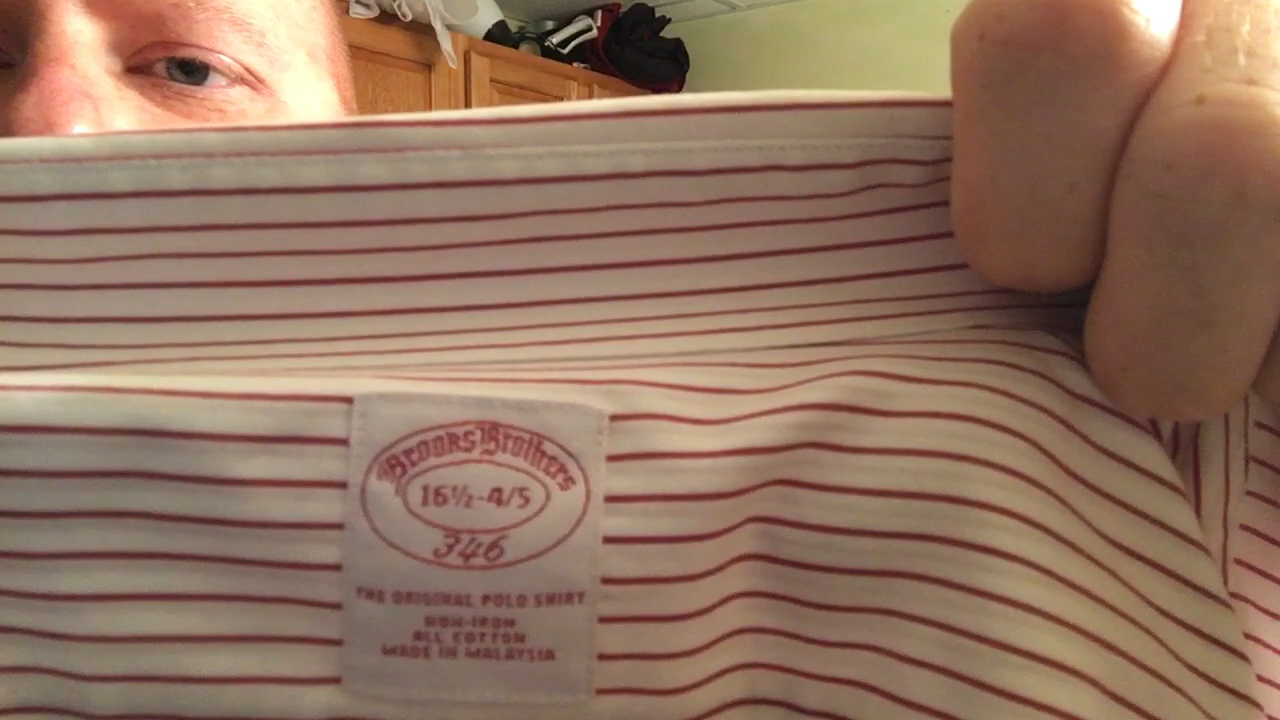 Brooks Brothers
16½-4/5
346
THE ORIGINAL POLO SHIRT
NON-IRON
ALL COTTON
MADE IN MALAYSIA